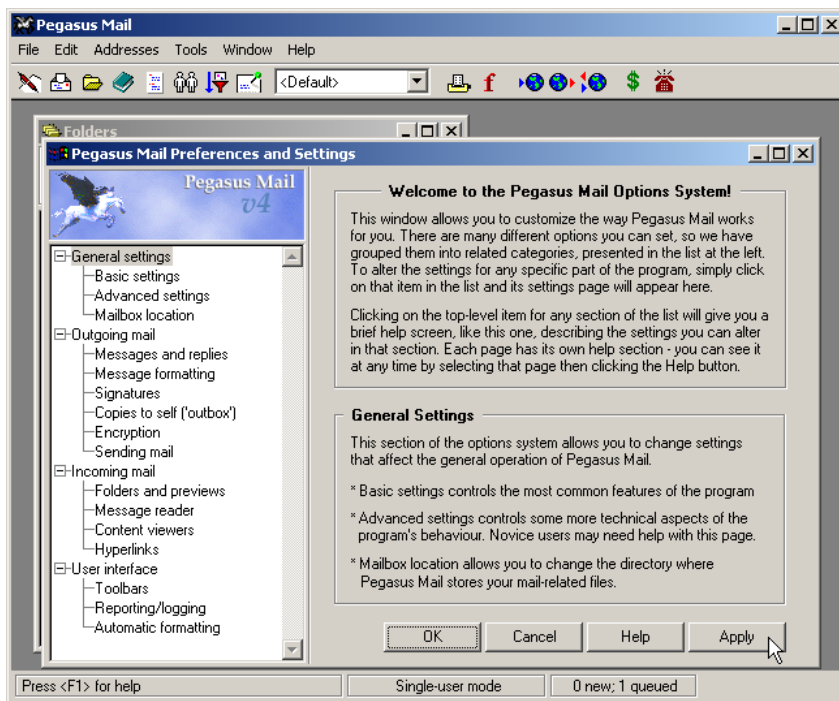 Pegasus Mail
File Edit Addresses Tools Window Help
<Default>
Folders
Pegasus Mail Preferences and Settings
Pegasus Mail
v4
General settings
Basic settings
Advanced settings
Mailbox location
Outgoing mail
Messages and replies
Message formatting
Signatures
Copies to self ('outbox')
Encryption
Sending mail
Incoming mail
Folders and previews
Message reader
Content viewers
Hyperlinks
User interface
Toolbars
Reporting/logging
Automatic formatting
Welcome to the Pegasus Mail Options System!
This window allows you to customize the way Pegasus Mail works
for you. There are many different options you can set, so we have
grouped them into related categories, presented in the list at the left.
To alter the settings for any specific part of the program, simply click
on that item in the list and its settings page will appear here.
Clicking on the top-level item for any section of the list will give you a
brief help screen, like this one, describing the settings you can alter
in that section. Each page has its own help section - you can see it
at any time by selecting that page then clicking the Help button.
General Settings
This section of the options system allows you to change settings
that affect the general operation of Pegasus Mail.
* Basic settings controls the most common features of the program
* Advanced settings controls some more technical aspects of the
program's behaviour. Novice users may need help with this page.
* Mailbox location allows you to change the directory where
Pegasus Mail stores your mail-related files.
OK Cancel Help Apply
Press <F1> for help Single-user mode 0 new; 1 queued